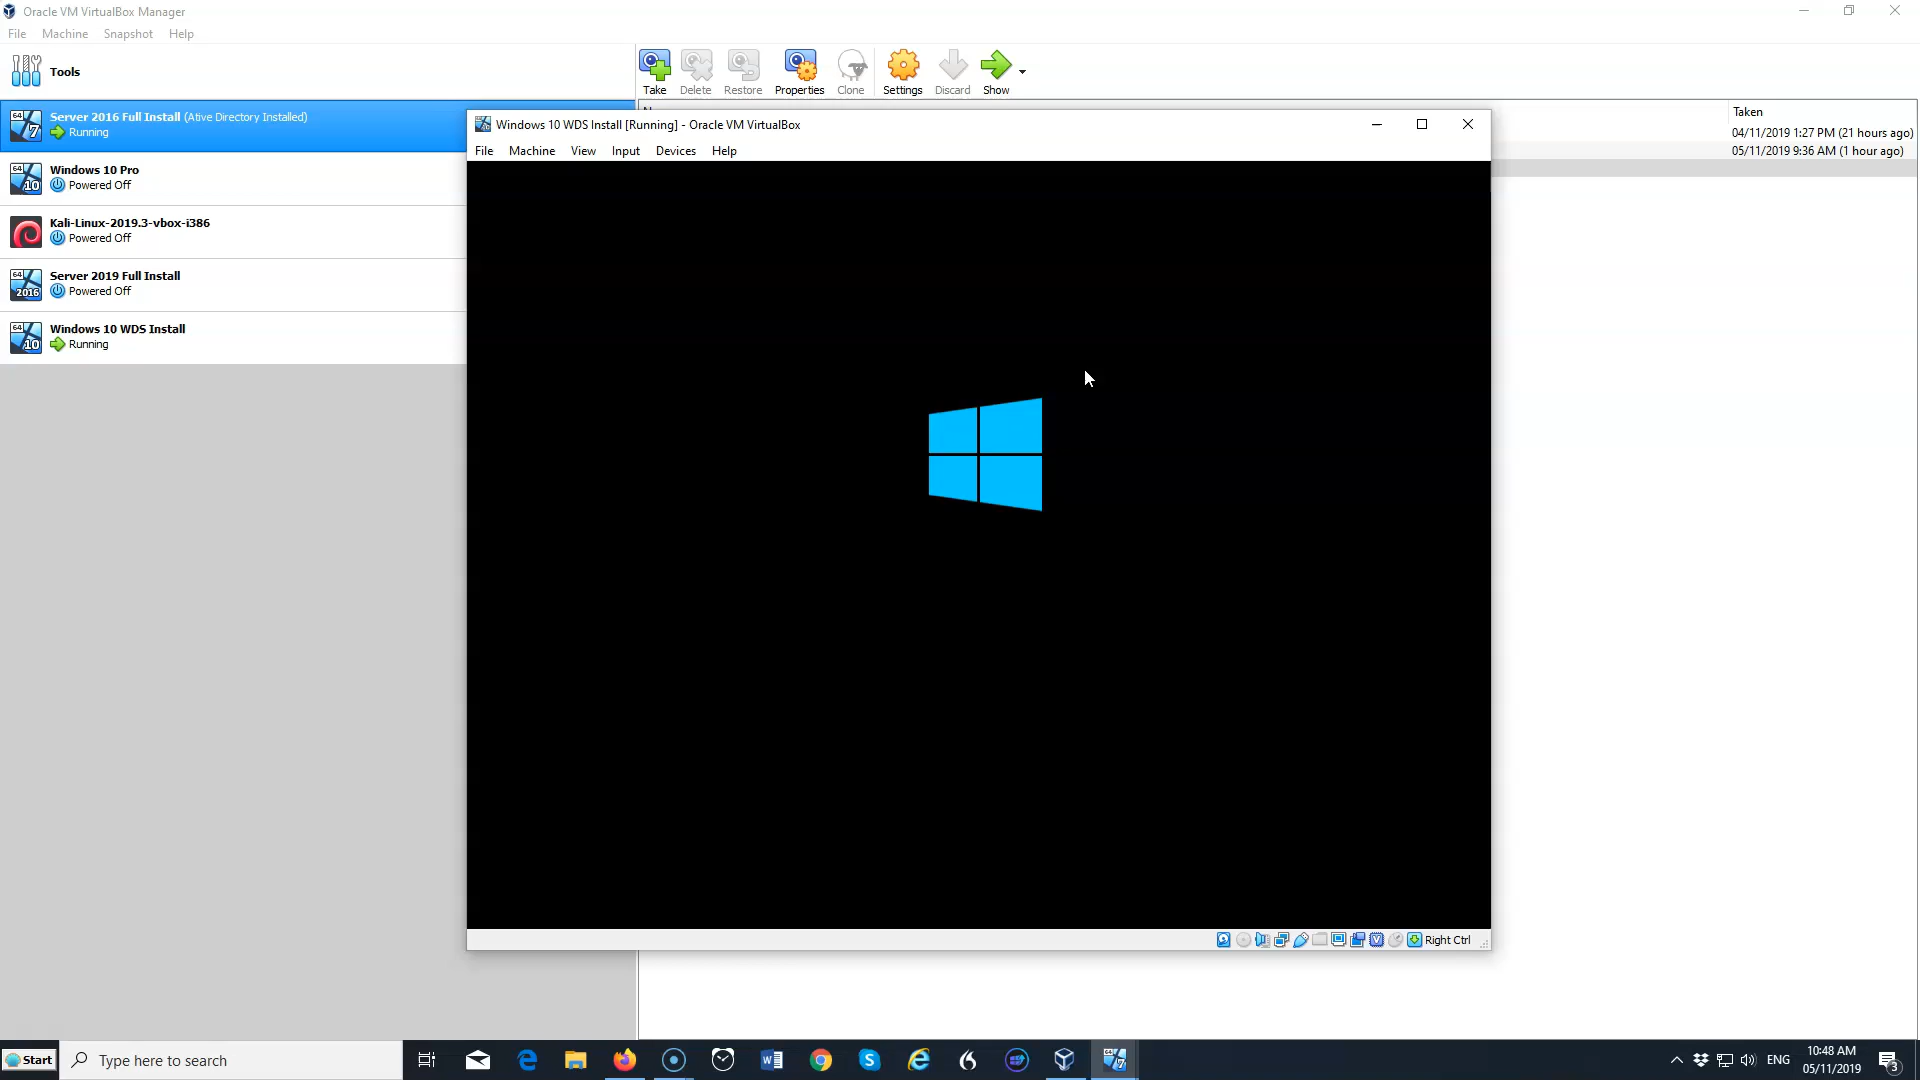 Oracle VM VirtualBox Manager
File Machine Snapshot Help
Tools
Take Delete Restore Properties Clone Settings Discard Show
Server 2016 Full Install (Ative Directory Installed)
Running
Windows 10 Pro
Powered Off
Kali-Linux-2019.3-vbox-i386
Powered Off
Server 2019 Full Install
Powered Off
Windows 10 WDS Install
Running
Taken
04/11/2019 1:27 PM (21 hours ago)
05/11/2019 9:36 AM (1 hour ago)
Windows 10 WDS Install [Running] - Oracle VM VirtualBox
File Machine View Input Devices Help
Right Ctrl
Start
Type here to search
ENG
10:48 AM
05/11/2019
3